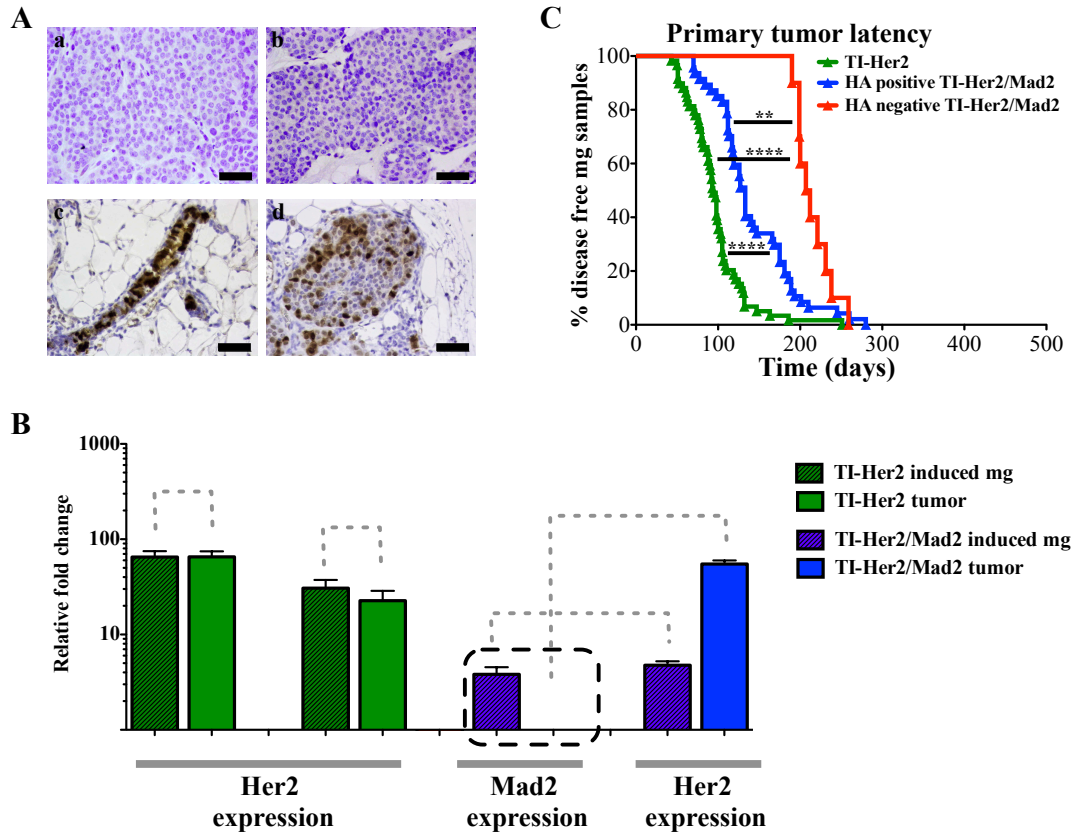 A
a
b
c
d
C
Primary tumor latency
TI-Her2
HA positive TI-Her2/Mad2
HA negative TI-Her2/Mad2
% disease free mg samples
100
80
60
40
20
0
**
****
****
0 100 200 300 400 500
Time (days)
B
Relative fold change
1000
100
10
TI-Her2 induced mg
TI-Her2 tumor
TI-Her2/Mad2 induced mg
TI-Her2/Mad2 tumor
Her2
expression
Mad2
expression
Her2
expression